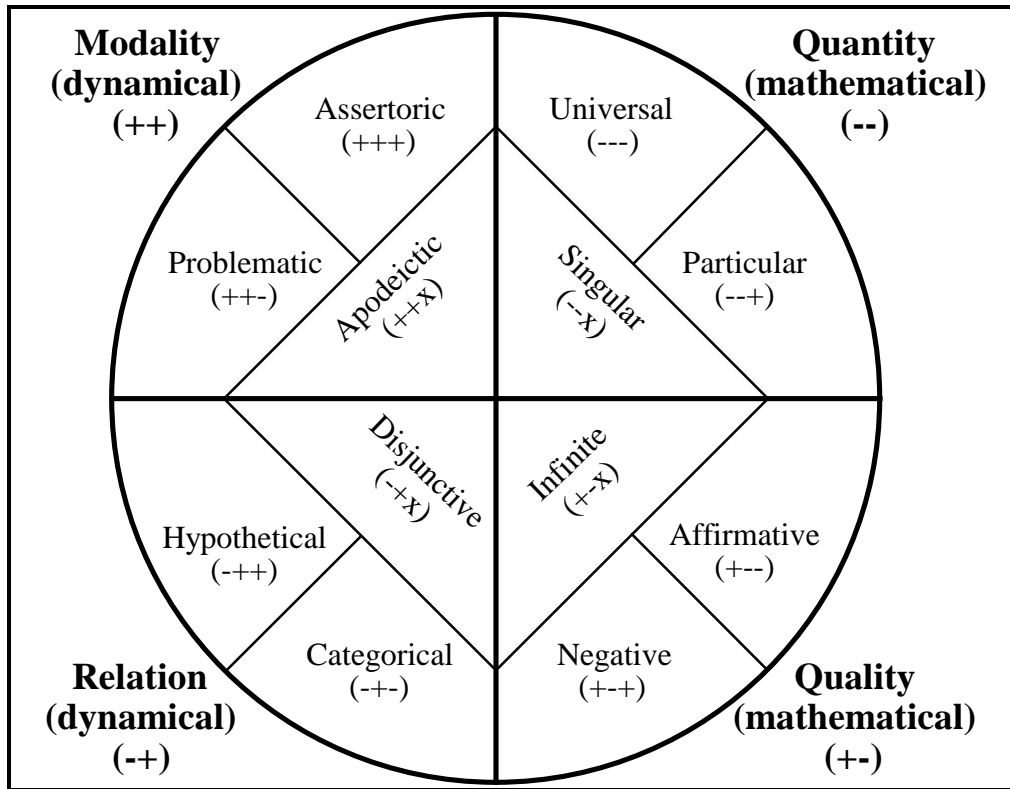 Modality
(dynamical)
(++)
Quantity
(mathematical)
(--)
Assertoric
(+++)
Universal
(---)
Problematic
(++-)
Apodeictic
(++x)
Singular
(--x)
Particular
(--+)
Hypothetical
(-++)
Disjunctive
(-+x)
Infinite
(+-x)
Affirmative
(+--)
Categorical
(-+-)
Negative
(+-+)
Relation
(dynamical)
(-+)
Quality
(mathematical)
(+-)